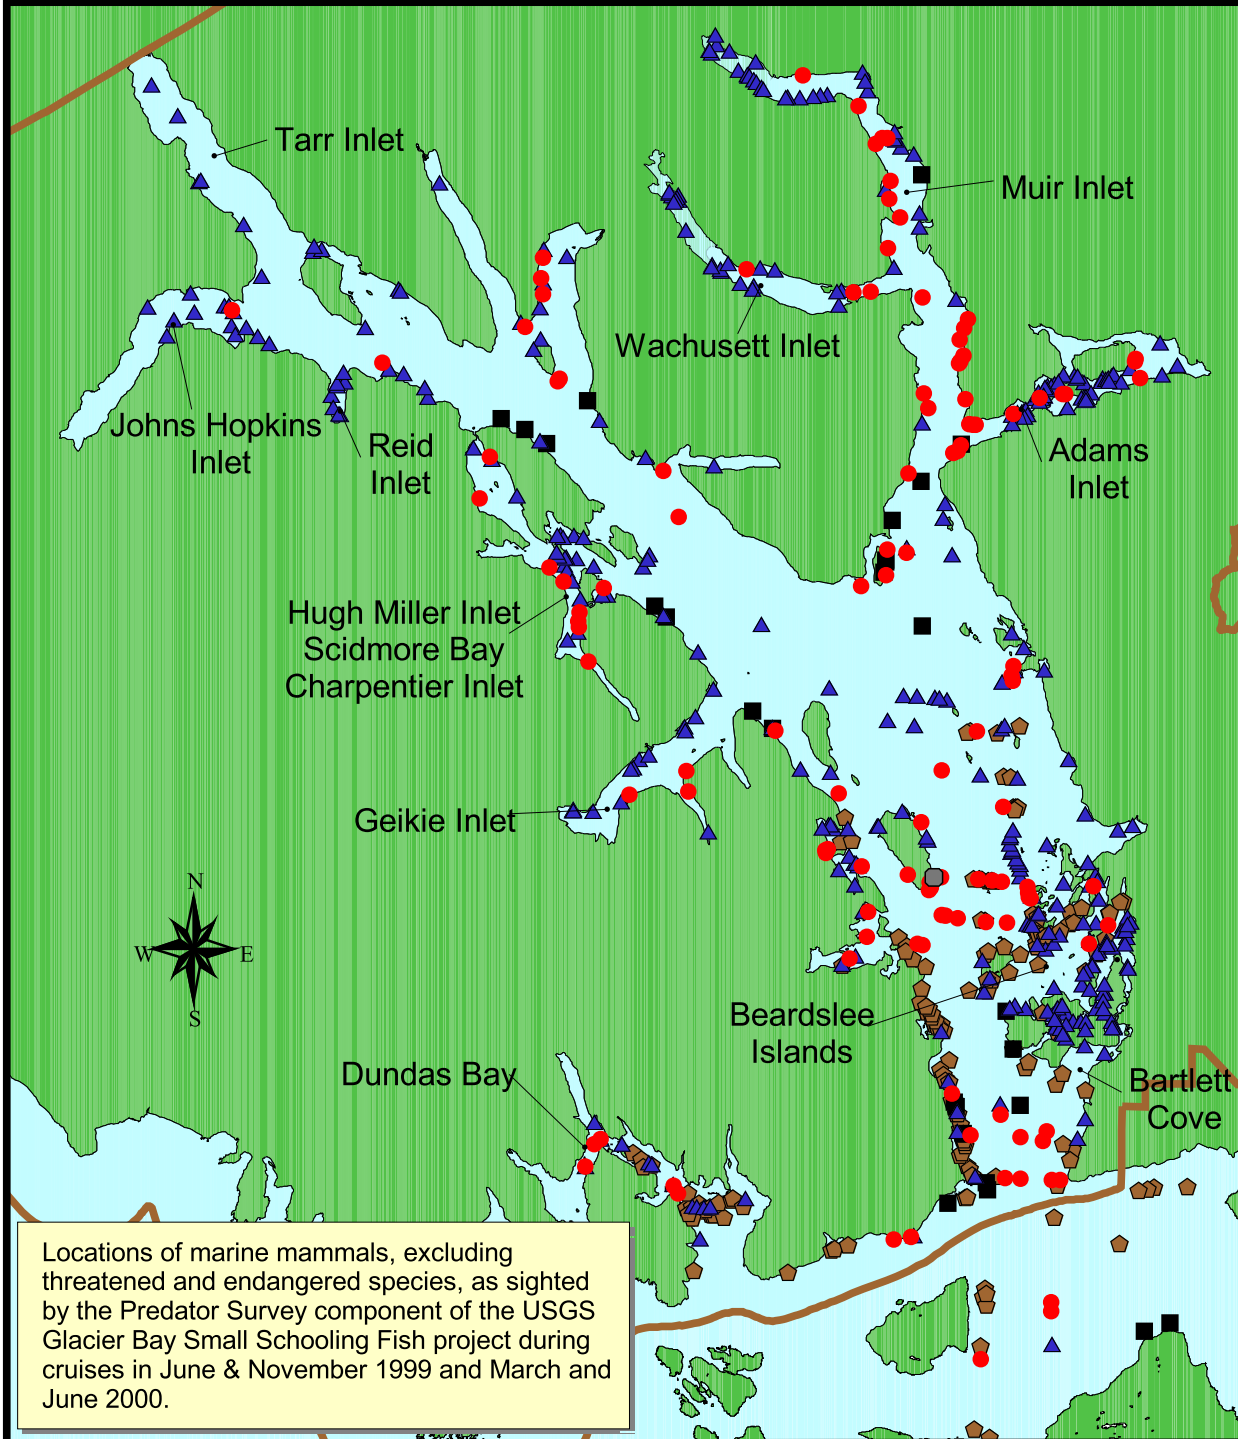 Tarr Inlet
Muir Inlet
Wachusett Inlet
Johns Hopkins
Inlet
Reid
Inlet
Adams
Inlet
Hugh Miller Inlet
Scidmore Bay
Charpentier Inlet
Geikie Inlet
N
W
E
S
Beardslee
Islands
Dundas Bay
Bartlett
Cove
Locations of marine mammals, excluding
threatened and endangered species, as sighted
by the Predator Survey component of the USGS
Glacier Bay Small Schooling Fish project during
cruises in June & November 1999 and March and
June 2000.